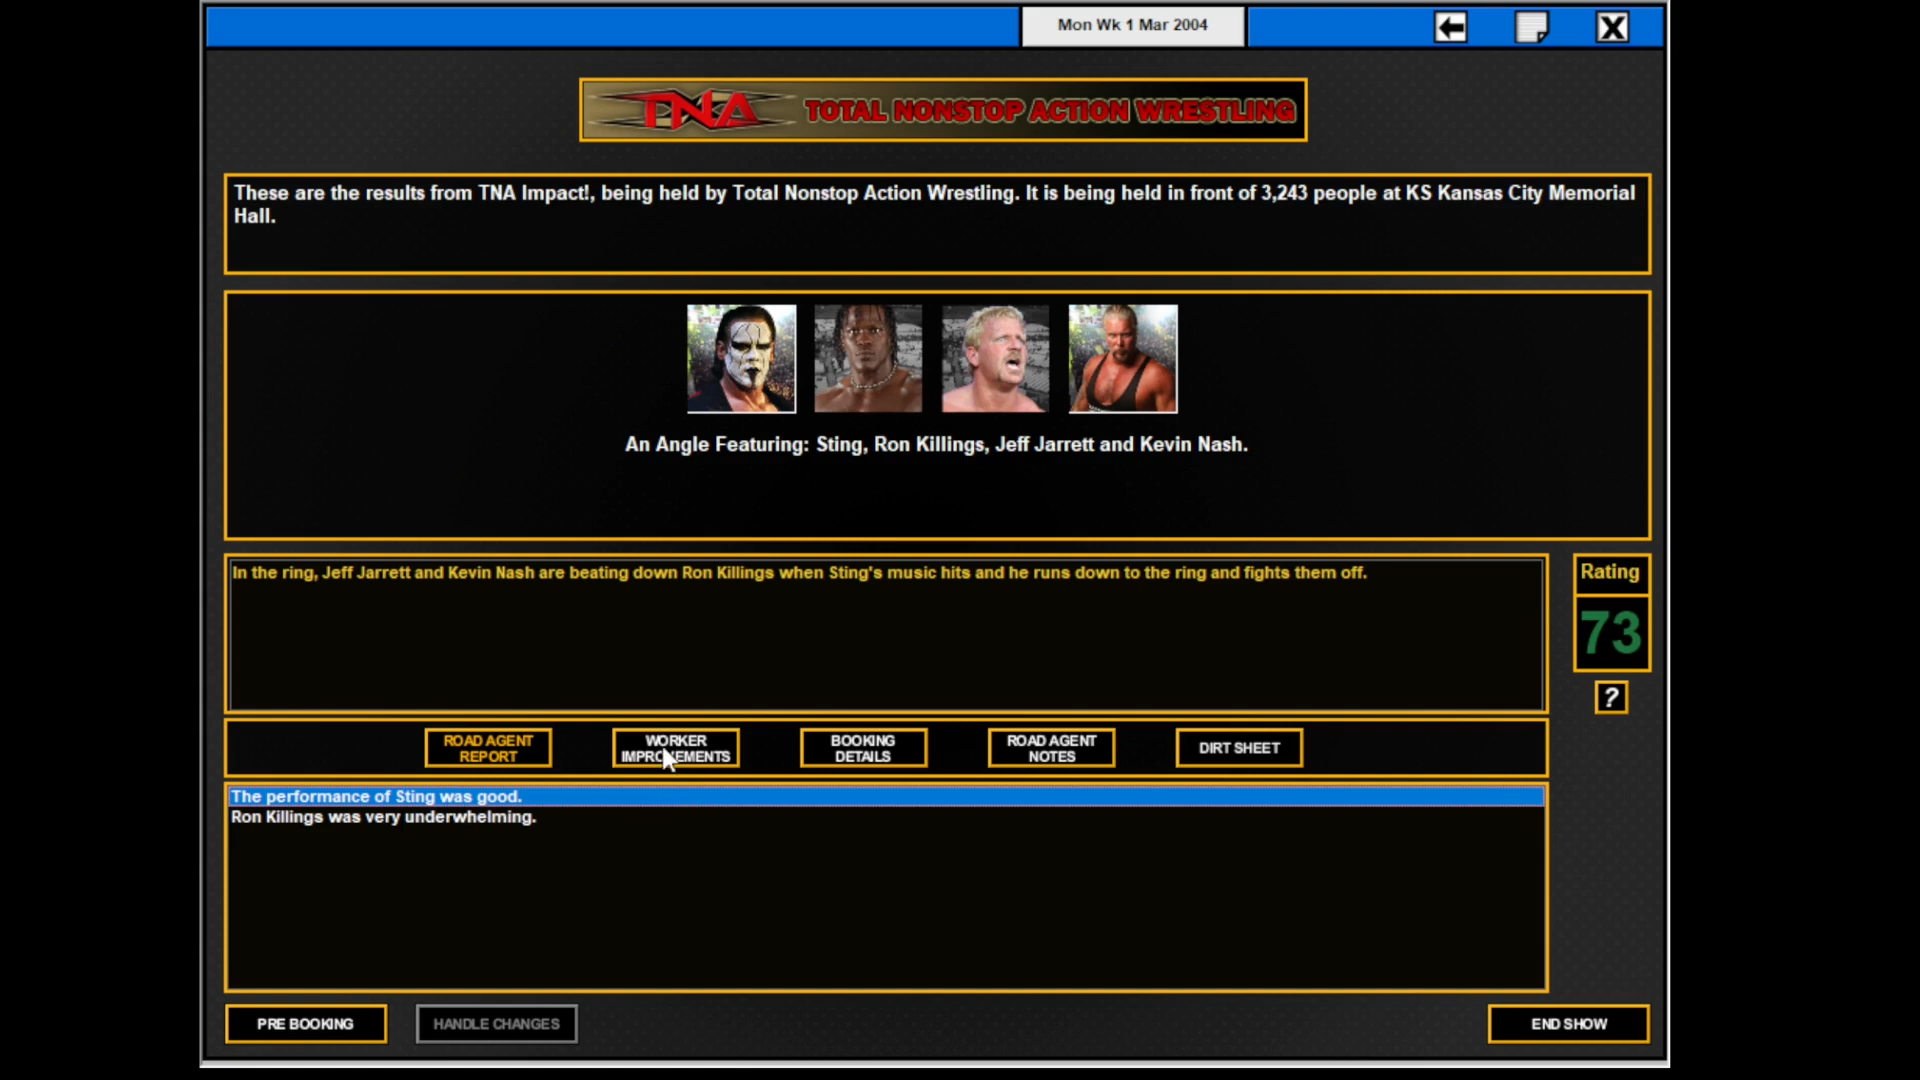 Mon Wk 1 Mar 2004
TNA TOTAL NONSTOP ACTION WRESTLING
These are the results from TNA Impact!, being held by Total Nonstop Action Wrestling. It is being held in front of 3,243 people at KS Kansas City Memorial
Hall.
An Angle Featuring: Sting, Ron Killings, Jeff Jarrett and Kevin Nash.
In the ring, Jeff Jarrett and Kevin Nash are beating down Ron Killings when Sting's music hits and he runs down to the ring and fights them off.
Rating
73
?
ROAD AGENT
REPORT
WORKER
IMPROVEMENTS
BOOKING
DETAILS
ROAD AGENT
NOTES
DIRT SHEET
The performance of Sting was good.
Ron Killings was very underwhelming.
PRE BOOKING
HANDLE CHANGES
END SHOW